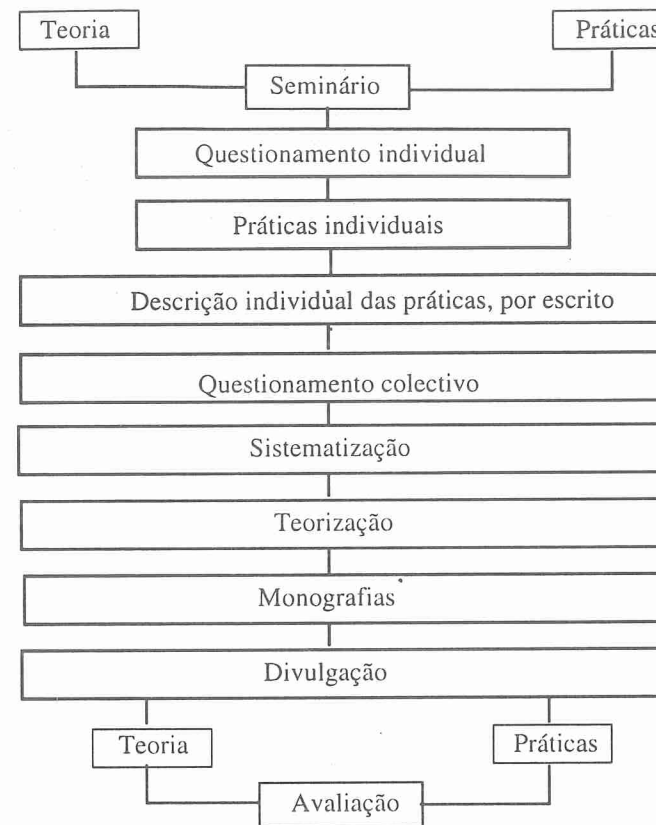 Teoria
Práticas
Seminário
Questionamento individual
Práticas individuais
Descrição individual das práticas, por escrito
Questionamento colectivo
Sistematização
Teorização
Monografias
Divulgação
Teoria
Práticas
Avaliação